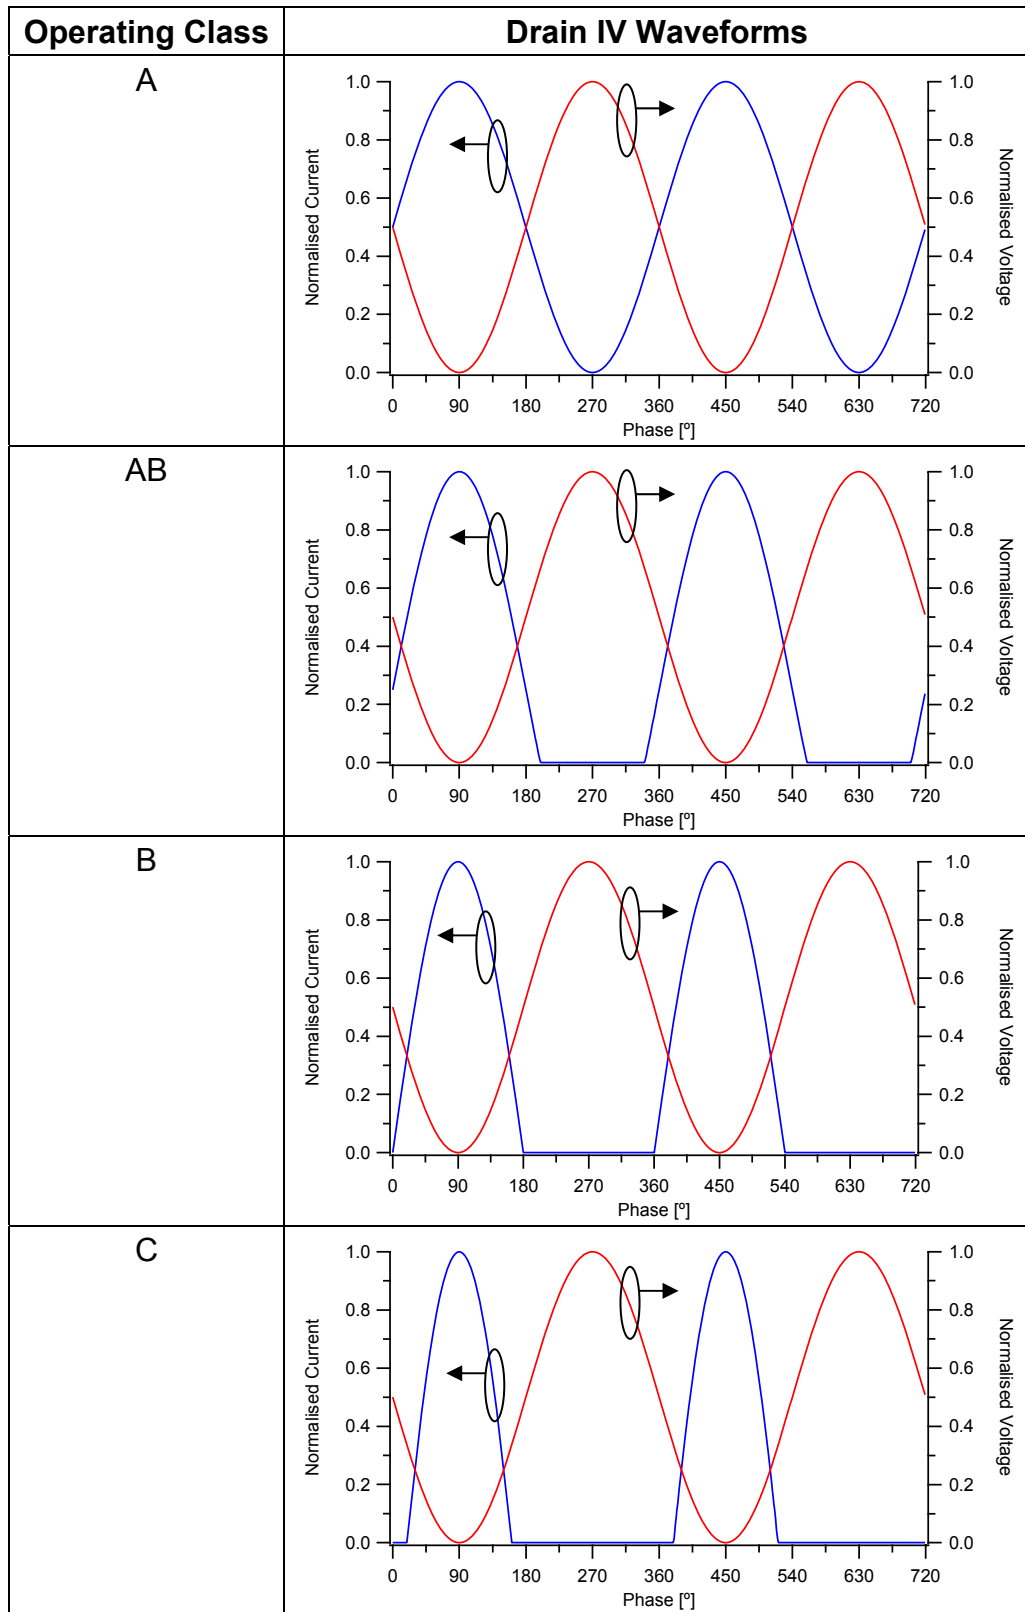 Operating Class Drain IV Waveforms
A
1.0 1.0
0.8 0.8
0.6 0.6
0.4 0.4
0.2 0.2
0.0 0.0
Normalised Current
Normalised Voltage
0 90 180 270 360 450 540 630 720
Phase [º]
AB
1.0 1.0
0.8 0.8
0.6 0.6
0.4 0.4
0.2 0.2
0.0 0.0
Normalised Current
Normalised Voltage
0 90 180 270 360 450 540 630 720
Phase [º]
B
1.0 1.0
0.8 0.8
0.6 0.6
0.4 0.4
0.2 0.2
0.0 0.0
Normalised Current
Normalised Voltage
0 90 180 270 360 450 540 630 720
Phase [º]
C
1.0 1.0
0.8 0.8
0.6 0.6
0.4 0.4
0.2 0.2
0.0 0.0
Normalised Current
Normalised Voltage
0 90 180 270 360 450 540 630 720
Phase [º]